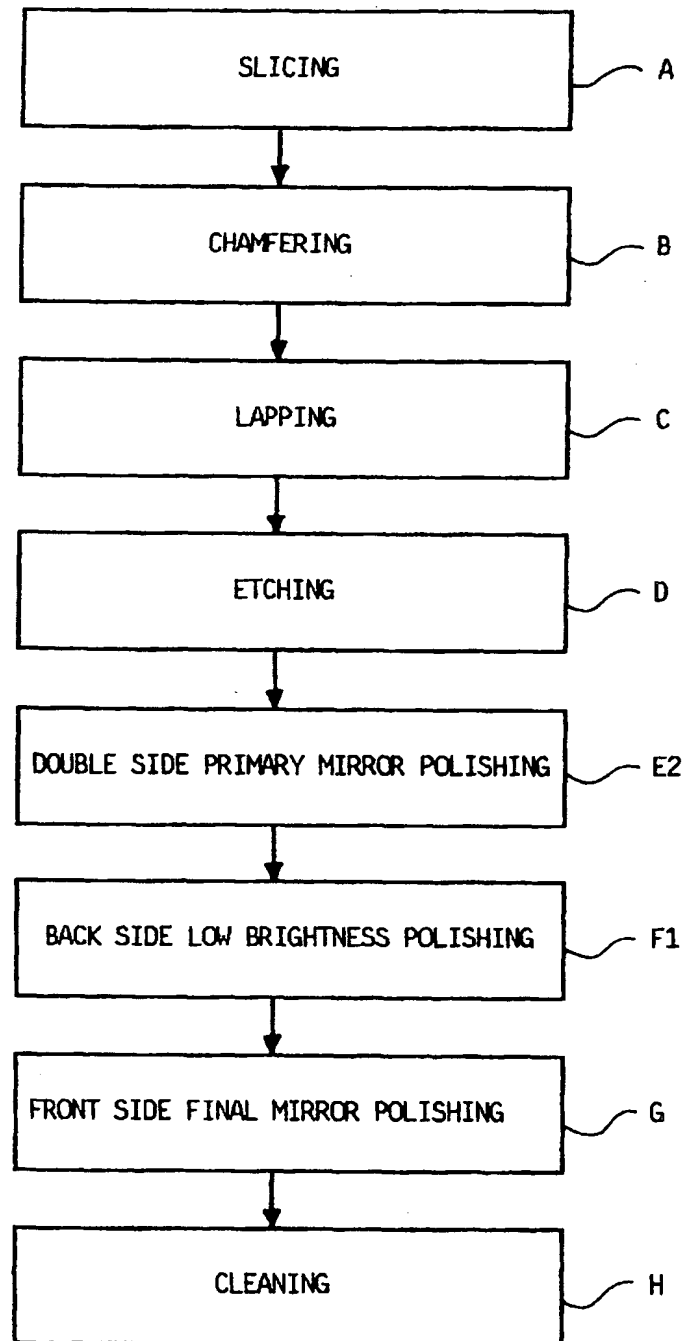 SLICING
A
CHAMFERING
B
LAPPING
C
ETCHING
D
DOUBLE SIDE PRIMARY MIRROR POLISHING
E2
BACK SIDE LOW BRIGHTNESS POLISHING
F1
FRONT SIDE FINAL MIRROR POLISHING
G
CLEANING
H